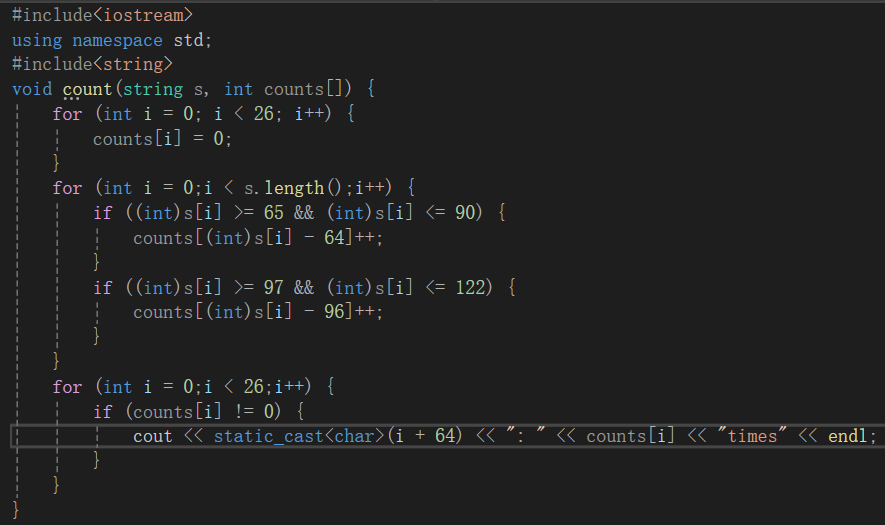 #include<iostream>
using namespace std;
#include<string>
void count(string s, int counts[]) {
    for (int i = 0; i < 26; i++) {
        counts[i] = 0;
    }
    for (int i = 0;i < s.length();i++) {
        if ((int)s[i] >= 65 && (int)s[i] <= 90) {
            counts[(int)s[i] - 64]++;
        }
        if ((int)s[i] >= 97 && (int)s[i] <= 122) {
            counts[(int)s[i] - 96]++;
        }
    }
    for (int i = 0;i < 26;i++) {
        if (counts[i] != 0) {
            cout << static_cast<char>(i + 64) << ": " << counts[i] << "times" << endl;
        }
    }
}